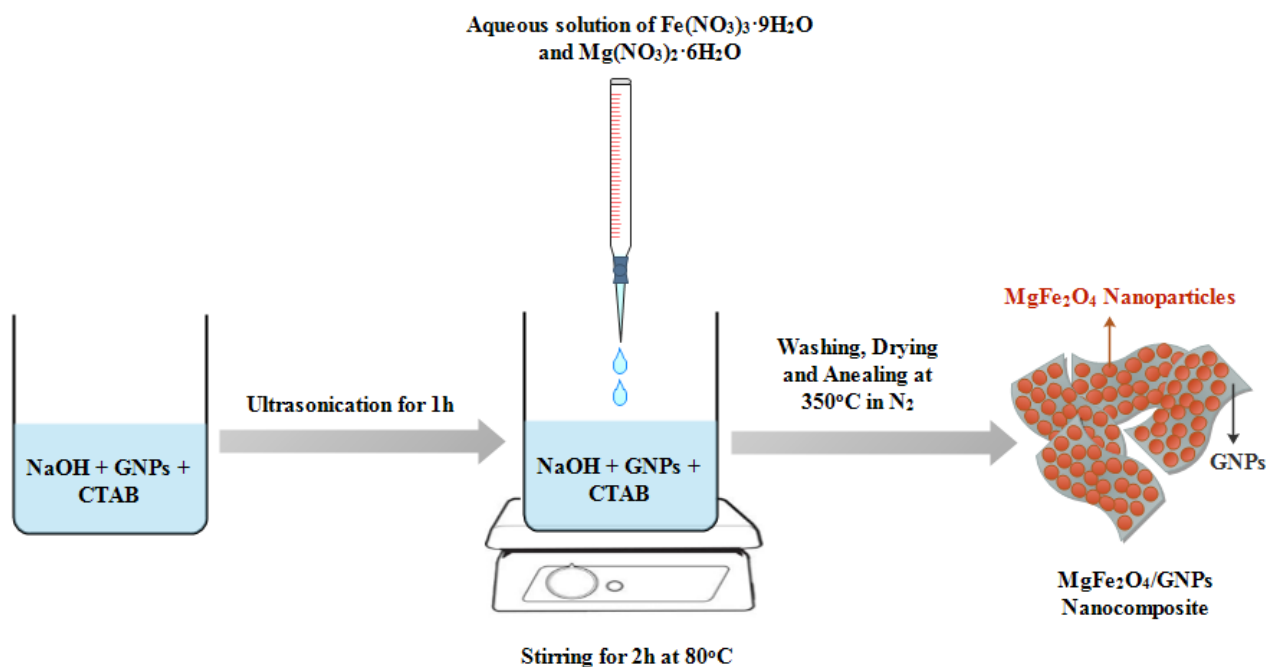 Aqueous solution of Fe(NO₃)₃·9H₂O
and Mg(NO₃)₂·6H₂O
MgFe₂O₄ Nanoparticles
Washing, Drying
and Anealing at
350°C in N₂
Ultrasonication for 1h
NaOH + GNPs +
CTAB
NaOH + GNPs +
CTAB
GNPs
MgFe₂O₄/GNPs
Nanocomposite
Stirring for 2h at 80°C